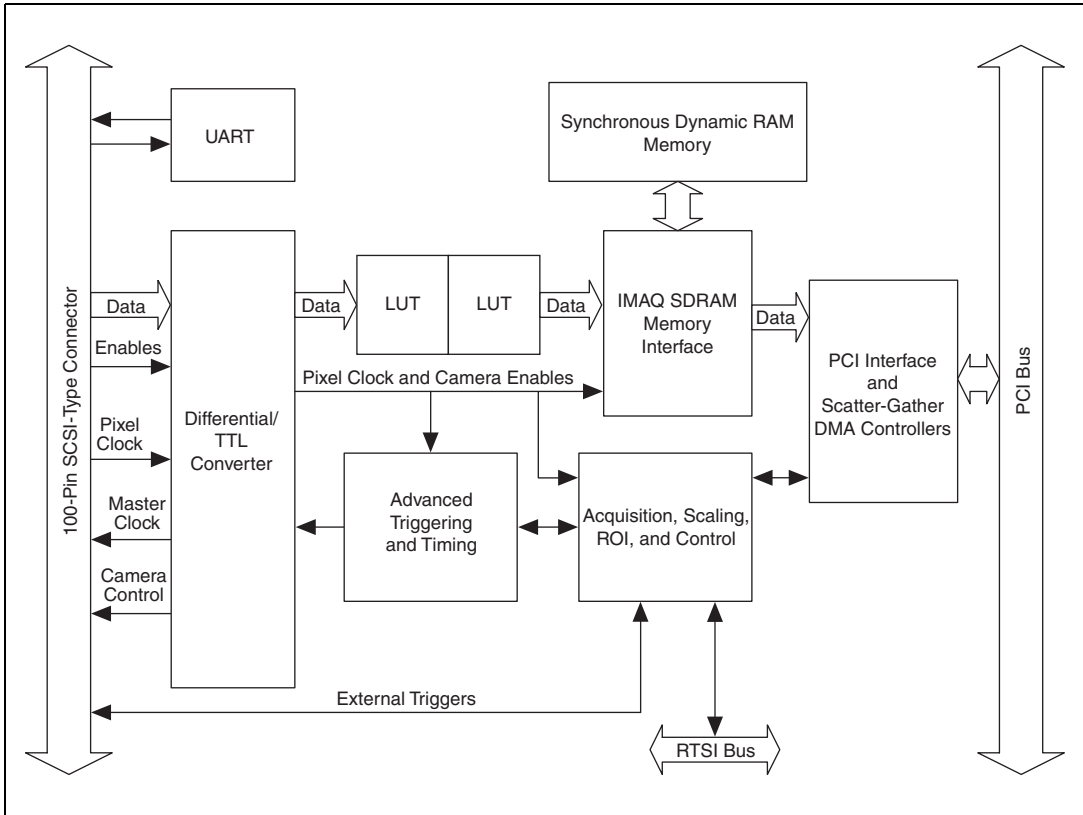 100-Pin SCSI-Type Connector
UART
Synchronous Dynamic RAM
Memory
Data
Enables
Pixel
Clock
Master
Clock
Camera
Control
Differential/
TTL
Converter
Data
LUT
LUT
Data
IMAQ SDRAM
Memory
Interface
Data
PCI Interface
and
Scatter-Gather
DMA Controllers
PCI Bus
Pixel Clock and Camera Enables
Advanced
Triggering
and Timing
Acquisition, Scaling,
ROI, and Control
External Triggers
RTSI Bus